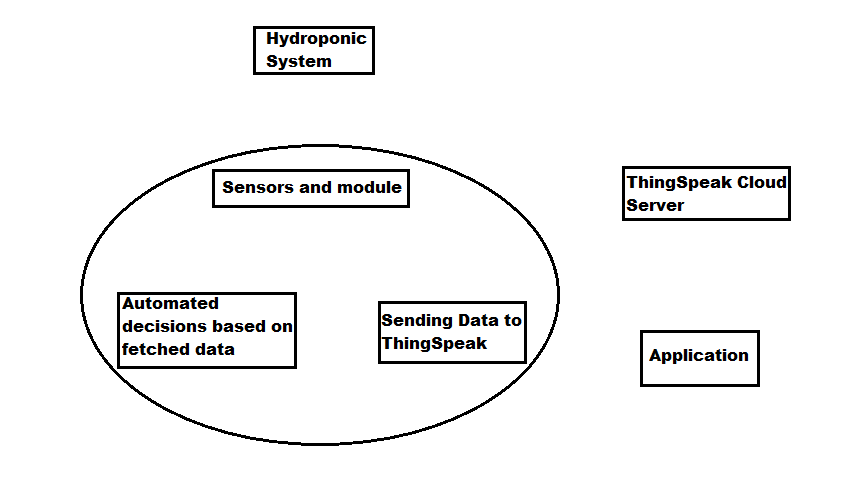 Hydroponic
System
Sensors and module
ThingSpeak Cloud
Server
Automated
decisions based on
fetched data
Sending Data to
ThingSpeak
Application